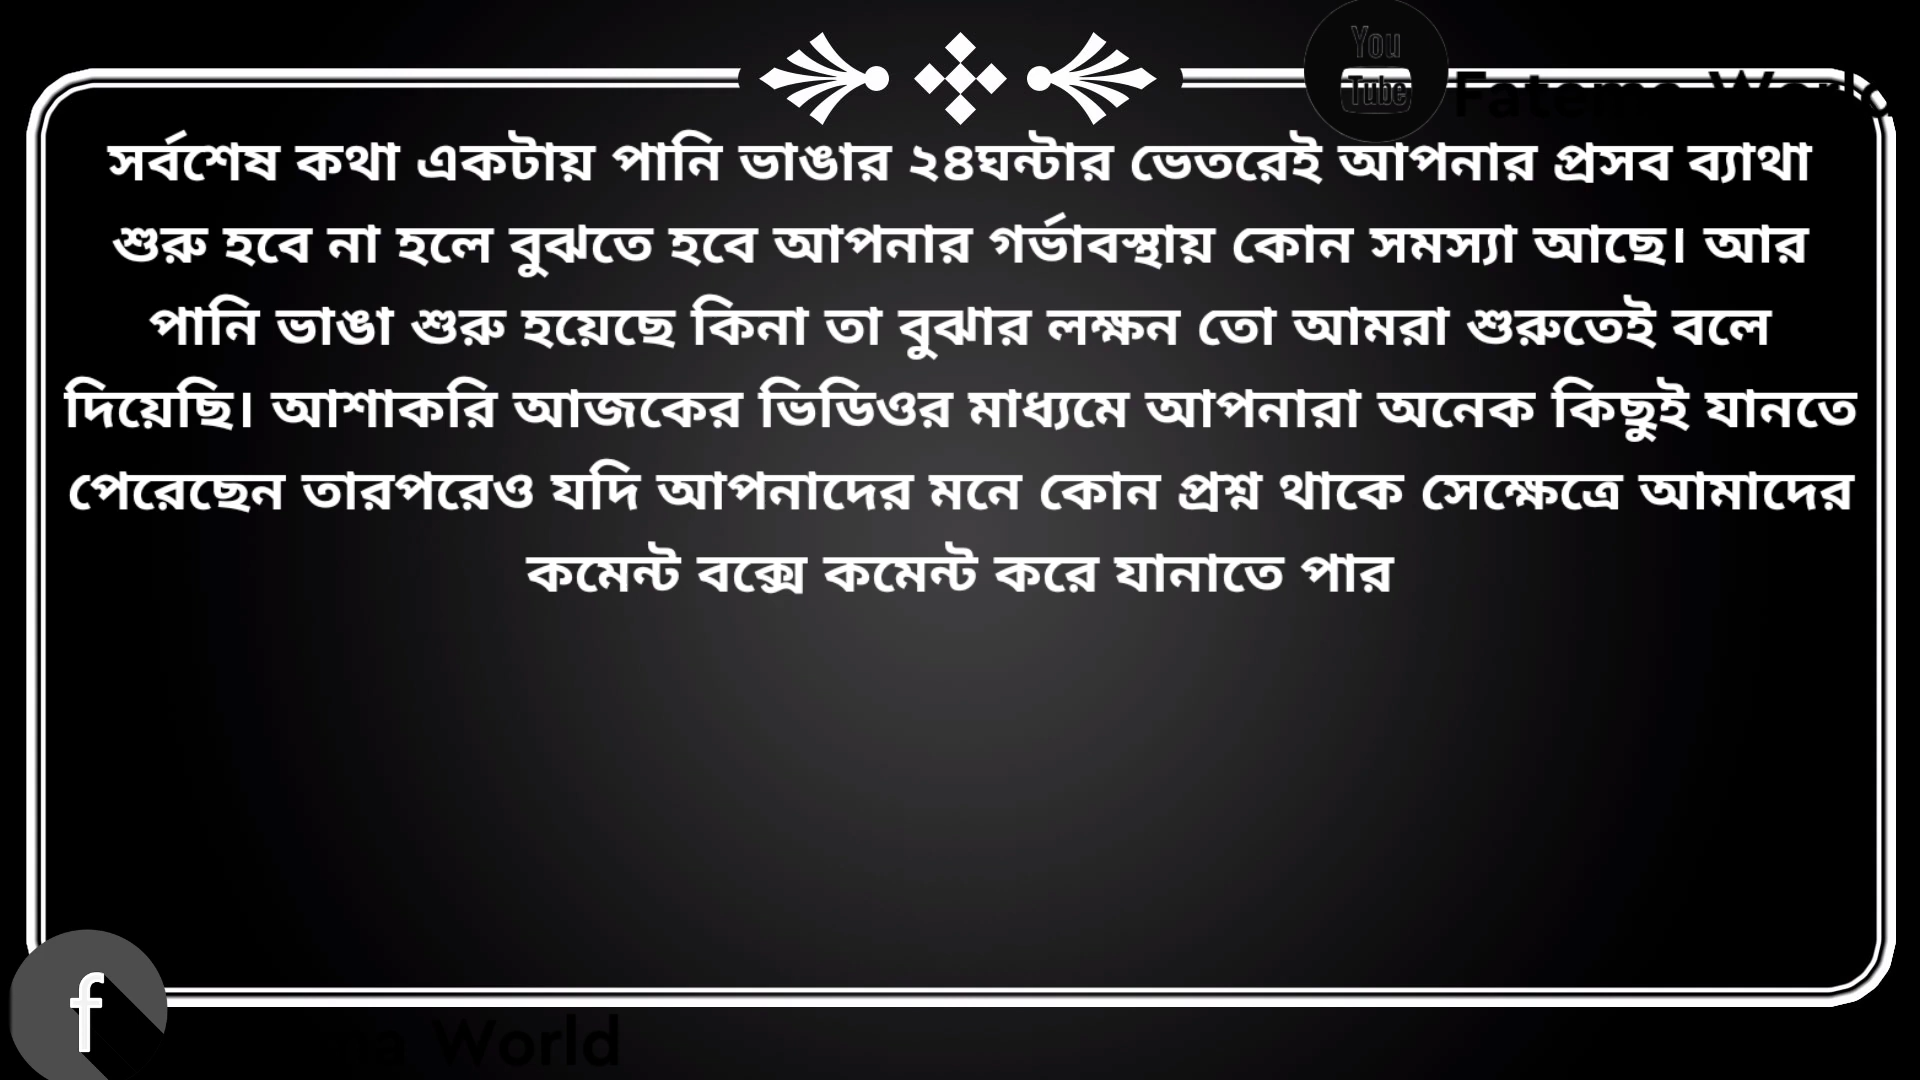 You
Tube
Fatema World
সর্বশেষ কথা একটায় পানি ভাঙার ২৪ঘন্টার ভেতরেই আপনার প্রসব ব্যাথা
শুরু হবে না হলে বুঝতে হবে আপনার গর্ভাবস্থায় কোন সমস্যা আছে। আর
পানি ভাঙা শুরু হয়েছে কিনা তা বুঝার লক্ষন তো আমরা শুরুতেই বলে
দিয়েছি। আশাকরি আজকের ভিডিওর মাধ্যমে আপনারা অনেক কিছুই যানতে
পেরেছেন তারপরেও যদি আপনাদের মনে কোন প্রশ্ন থাকে সেক্ষেত্রে আমাদের
কমেন্ট বক্সে কমেন্ট করে যানাতে পার
f
World